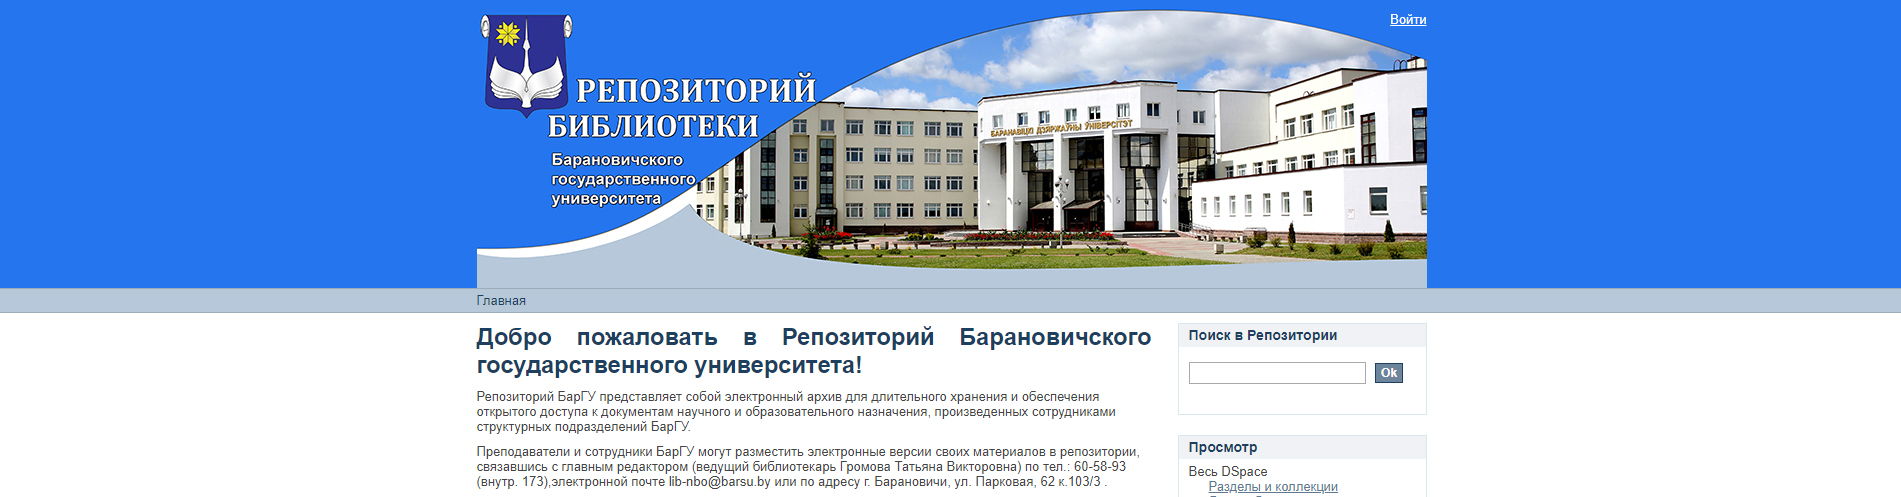 Войти
РЕПОЗИТОРИЙ
БИБЛИОТЕКИ
Барановичского
государственного
университета
БАРАНАВІЦКІ ДЗЯРЖАЎНЫ ЎНІВЕРСІТЭТ
Главная
Добро пожаловать в Репозиторий Барановичского
государственного университета!
Репозиторий БарГУ представляет собой электронный архив для длительного хранения и обеспечения
открытого доступа к документам научного и образовательного назначения, произведенных сотрудниками
структурных подразделений БарГУ.
Преподаватели и сотрудники БарГУ могут разместить электронные версии своих материалов в репозитории,
связавшись с главным редактором (ведущий библиотекарь Громова Татьяна Викторовна) по тел.: 60-58-93
(внутр. 173),электронной почте lib-nbo@barsu.by или по адресу г. Барановичи, ул. Парковая, 62 к.103/3 .
Поиск в Репозитории
Ok
Просмотр
Весь DSpace
Разделы и коллекции